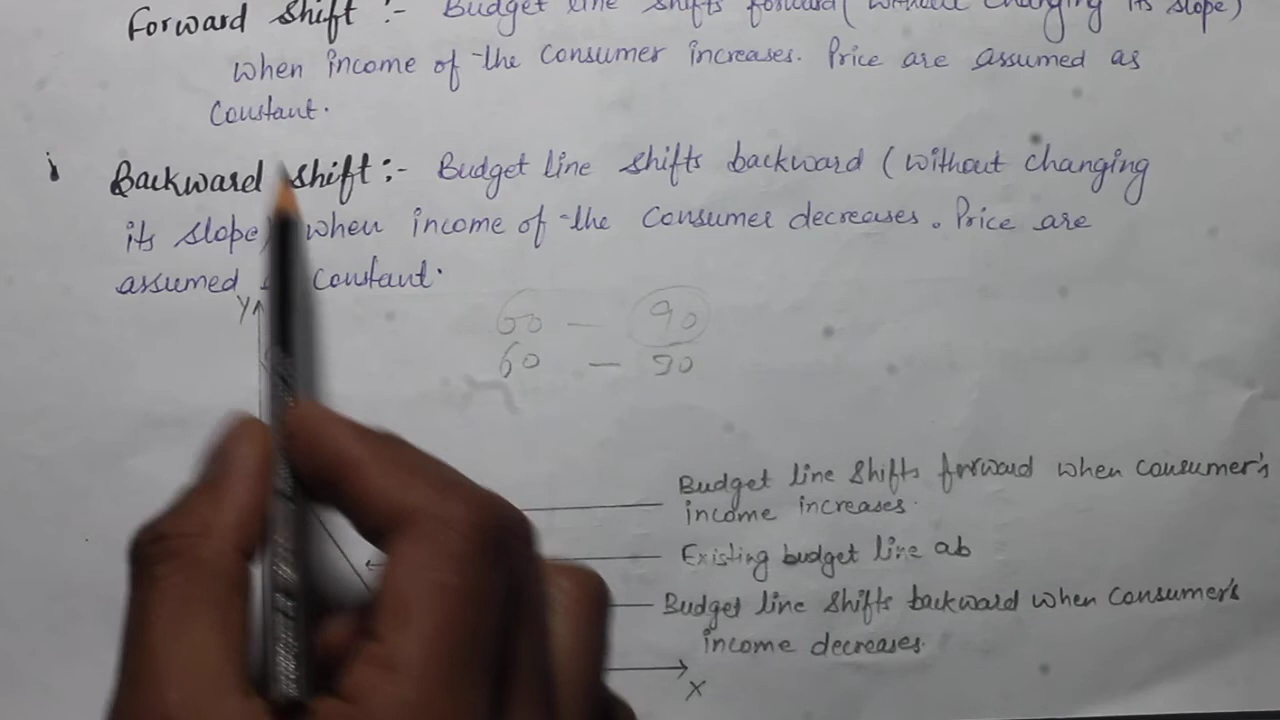 Forward Shift :- Budget line shifts forward ( without changing its slope)
when income of the consumer increases. Price are assumed as
Constant.
Backward shift :- Budget line shifts backward ( without changing
its slope) when income of the consumer decreases. Price are
assumed constant.
Y
60 - 90
60 - 90
Budget line shifts forward when consumer's
income increases.
Existing budget line ab
Budget line shifts backward when consumer's
income decreases.
X